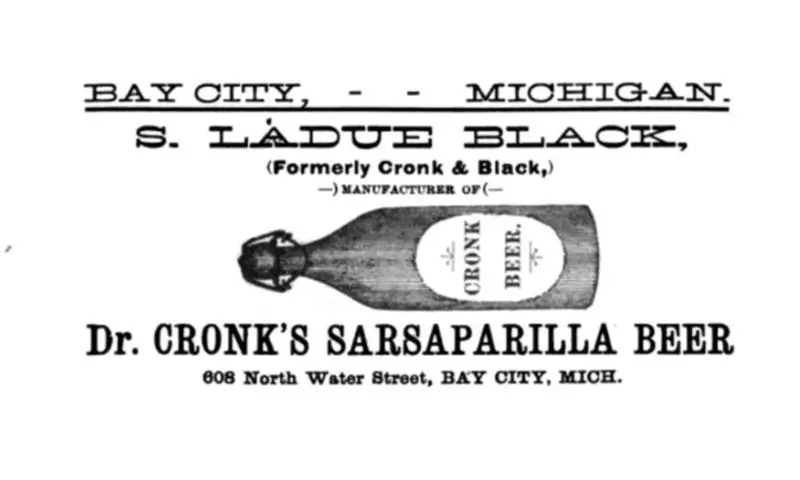 BAY CITY, - - MICHIGAN.
S. LÀDUE BLACK,
(Formerly Cronk & Black,)
—) MANUFACTURER OF (—
CRONK
BEER.
Dr. CRONK'S SARSAPARILLA BEER
608 North Water Street, BAY CITY, MICH.